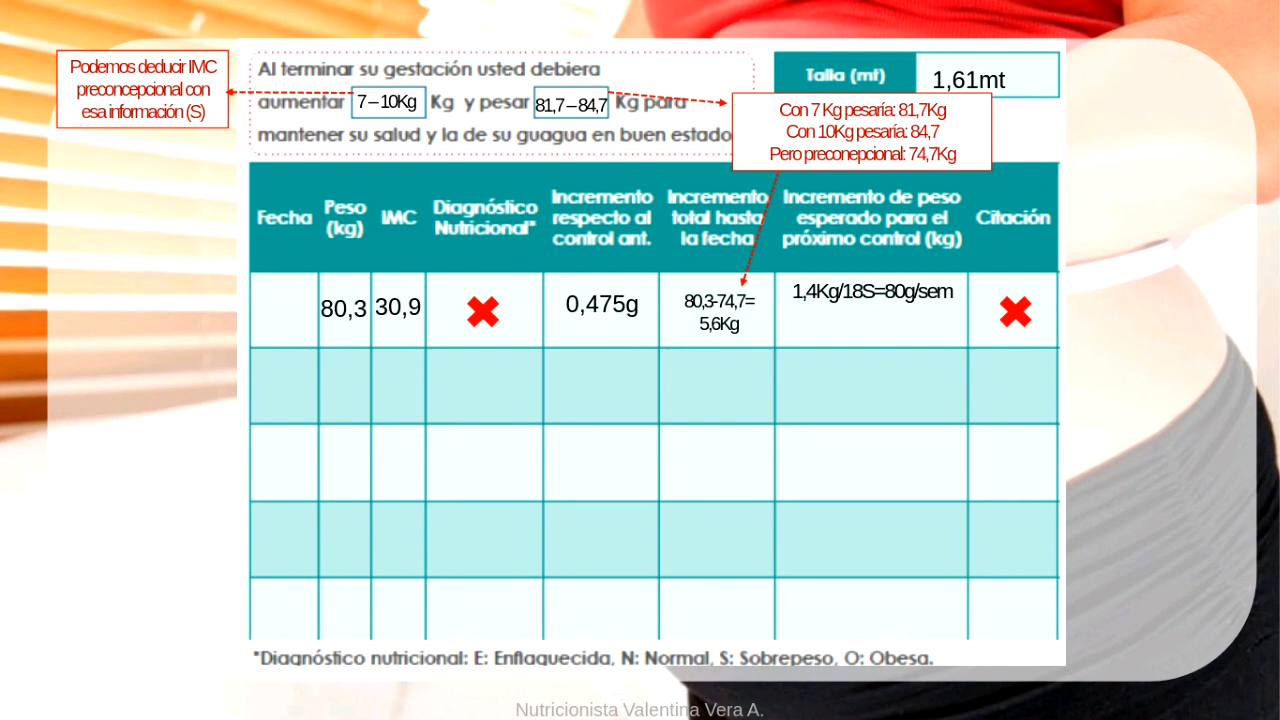 Podemos deducir IMC
preconcepcional con
esa información (S)
Al terminar su gestación usted debiera
aumentar 7 – 10Kg Kg y pesar 81,7 – 84,7 Kg para
mantener su salud y la de su guagua en buen estado
Talla (mt) 1,61mt
Con 7 Kg pesaría: 81,7Kg
Con 10Kg pesaría: 84,7
Pero preconepcional: 74,7Kg
Fecha
Peso
(kg)
IMC
Diagnóstico
Nutricional*
Incremento
respecto al
control ant.
Incremento
total hasta
la fecha
Incremento de peso
esperado para el
próximo control (kg)
Citación
80,3
30,9
0,475g
80,3-74,7=
5,6Kg
1,4Kg/18S=80g/sem
*Diagnóstico nutricional: E: Enflaquecida, N: Normal, S: Sobrepeso, O: Obesa.
Nutricionista Valentina Vera A.